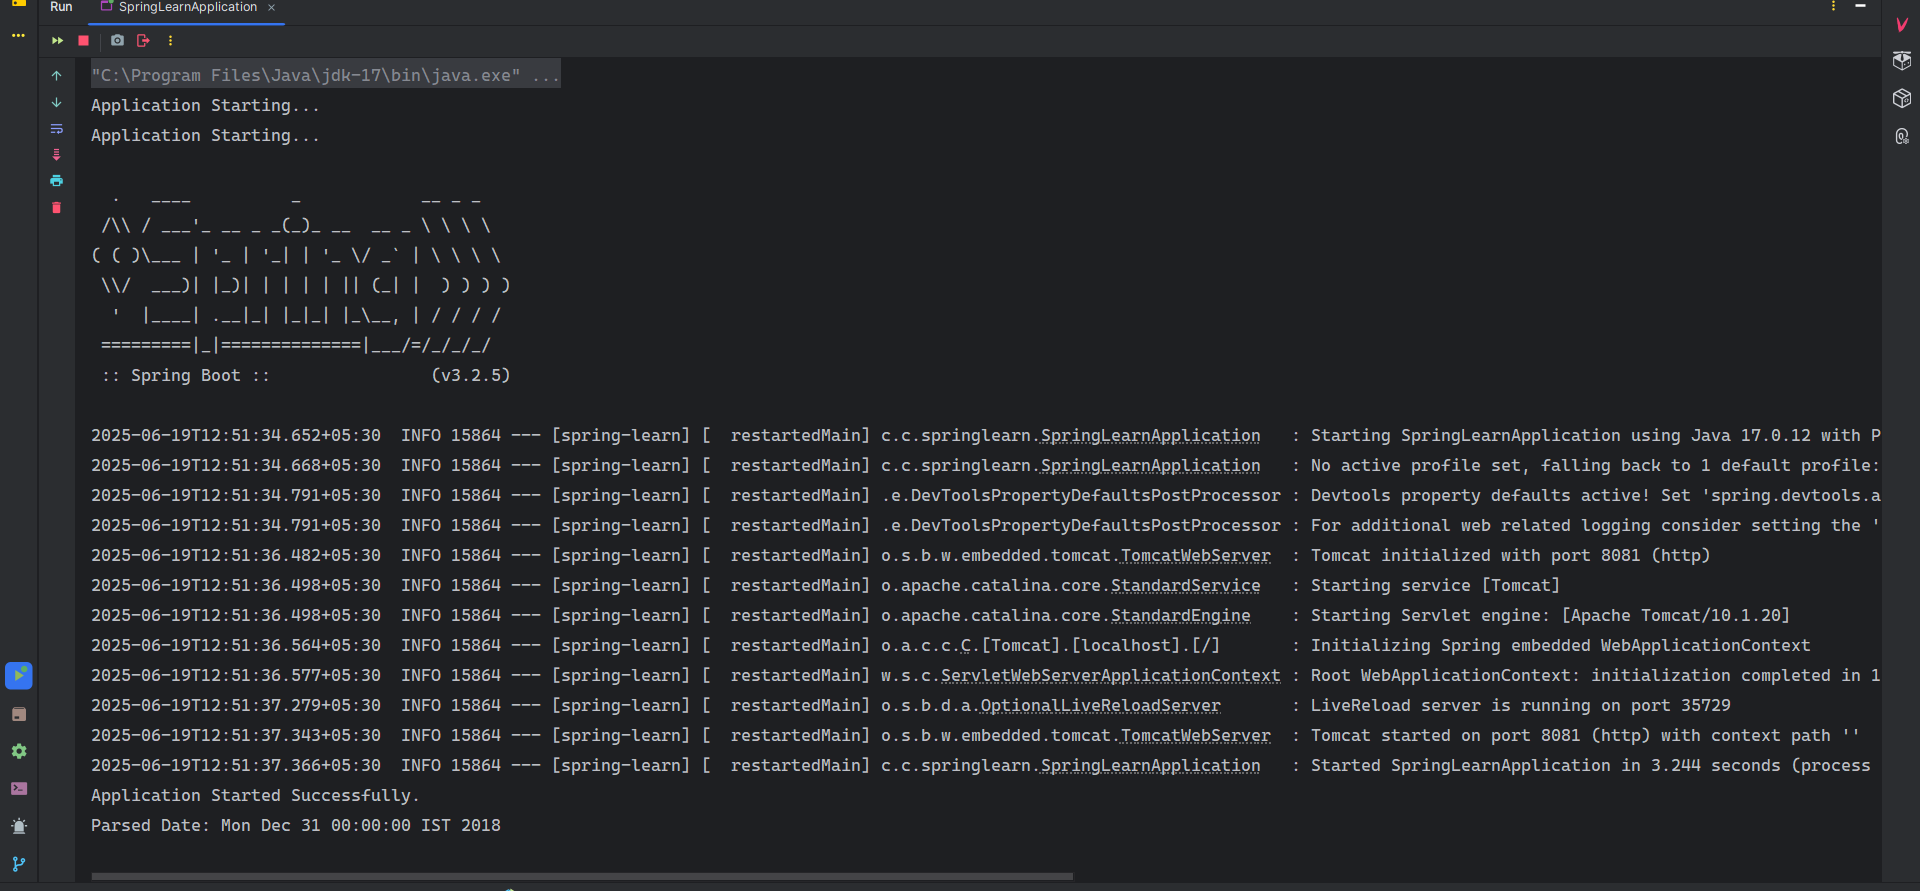 Run SpringLearnApplication
"C:\Program Files\Java\jdk-17\bin\java.exe" ...
Application Starting...
Application Starting...
  .   ____          _            __ _ _
 /\\ / ___'_ __ _ _(_)_ __  __ _ \ \ \ \
( ( )\___ | '_ | '_| | '_ \/ _` | \ \ \ \
 \\/  ___)| |_)| | | | | || (_| |  ) ) ) )
  '  |____| .__|_| |_|_| |_\__, | / / / /
 =========|_|==============|___/=/_/_/_/
 :: Spring Boot ::                (v3.2.5)
2025-06-19T12:51:34.652+05:30  INFO 15864 --- [spring-learn] [  restartedMain] c.c.springlearn.SpringLearnApplication   : Starting SpringLearnApplication using Java 17.0.12 with P
2025-06-19T12:51:34.668+05:30  INFO 15864 --- [spring-learn] [  restartedMain] c.c.springlearn.SpringLearnApplication   : No active profile set, falling back to 1 default profile:
2025-06-19T12:51:34.791+05:30  INFO 15864 --- [spring-learn] [  restartedMain] .e.DevToolsPropertyDefaultsPostProcessor : Devtools property defaults active! Set 'spring.devtools.a
2025-06-19T12:51:34.791+05:30  INFO 15864 --- [spring-learn] [  restartedMain] .e.DevToolsPropertyDefaultsPostProcessor : For additional web related logging consider setting the '
2025-06-19T12:51:36.482+05:30  INFO 15864 --- [spring-learn] [  restartedMain] o.s.b.w.embedded.tomcat.TomcatWebServer  : Tomcat initialized with port 8081 (http)
2025-06-19T12:51:36.498+05:30  INFO 15864 --- [spring-learn] [  restartedMain] o.apache.catalina.core.StandardService   : Starting service [Tomcat]
2025-06-19T12:51:36.498+05:30  INFO 15864 --- [spring-learn] [  restartedMain] o.apache.catalina.core.StandardEngine    : Starting Servlet engine: [Apache Tomcat/10.1.20]
2025-06-19T12:51:36.564+05:30  INFO 15864 --- [spring-learn] [  restartedMain] o.a.c.c.C.[Tomcat].[localhost].[/]       : Initializing Spring embedded WebApplicationContext
2025-06-19T12:51:36.577+05:30  INFO 15864 --- [spring-learn] [  restartedMain] w.s.c.ServletWebServerApplicationContext : Root WebApplicationContext: initialization completed in 1
2025-06-19T12:51:37.279+05:30  INFO 15864 --- [spring-learn] [  restartedMain] o.s.b.d.a.OptionalLiveReloadServer       : LiveReload server is running on port 35729
2025-06-19T12:51:37.343+05:30  INFO 15864 --- [spring-learn] [  restartedMain] o.s.b.w.embedded.tomcat.TomcatWebServer  : Tomcat started on port 8081 (http) with context path ''
2025-06-19T12:51:37.366+05:30  INFO 15864 --- [spring-learn] [  restartedMain] c.c.springlearn.SpringLearnApplication   : Started SpringLearnApplication in 3.244 seconds (process
Application Started Successfully.
Parsed Date: Mon Dec 31 00:00:00 IST 2018